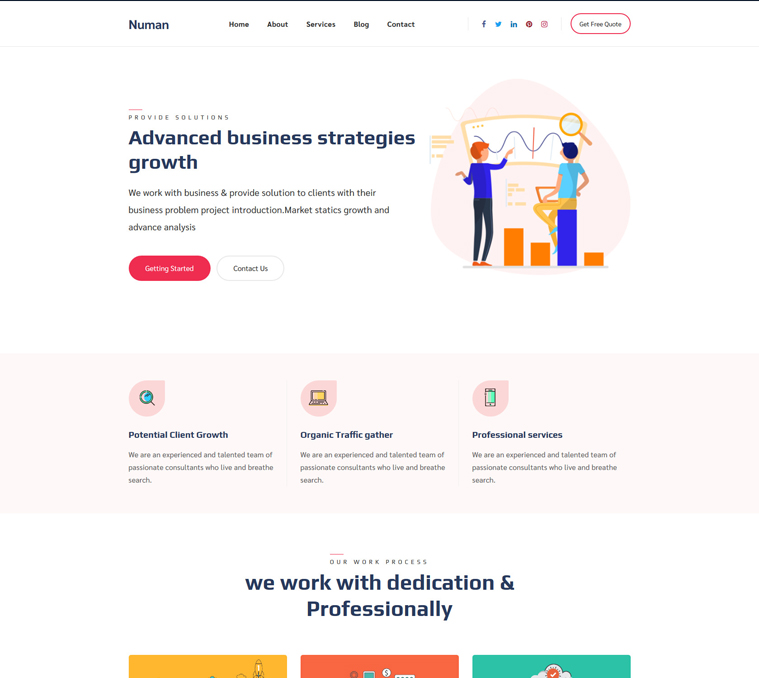 Numan
Home About Services Blog Contact
Get Free Quote
PROVIDE SOLUTIONS
Advanced business strategies
growth
We work with business & provide solution to clients with their
business problem project introduction.Market statics growth and
advance analysis
Getting Started Contact Us
Potential Client Growth
We are an experienced and talented team of
passionate consultants who live and breathe
search.
Organic Traffic gather
We are an experienced and talented team of
passionate consultants who live and breathe
search.
Professional services
We are an experienced and talented team of
passionate consultants who live and breathe
search.
OUR WORK PROCESS
we work with dedication &
Professionally